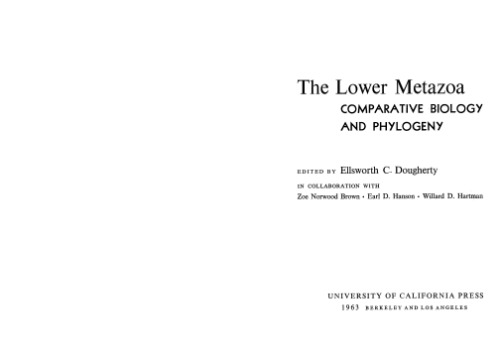 The Lower Metazoa
COMPARATIVE BIOLOGY
AND PHYLOGENY
EDITED BY Ellsworth C. Dougherty
IN COLLABORATION WITH
Zoe Norwood Brown • Earl D. Hanson • Willard D. Hartman
UNIVERSITY OF CALIFORNIA PRESS
1963 BERKELEY AND LOS ANGELES